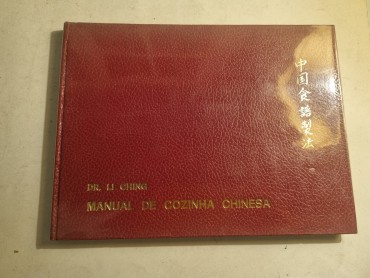 中国食譜製法
DR. LI CHING
MANUAL DE COZINHA CHINESA